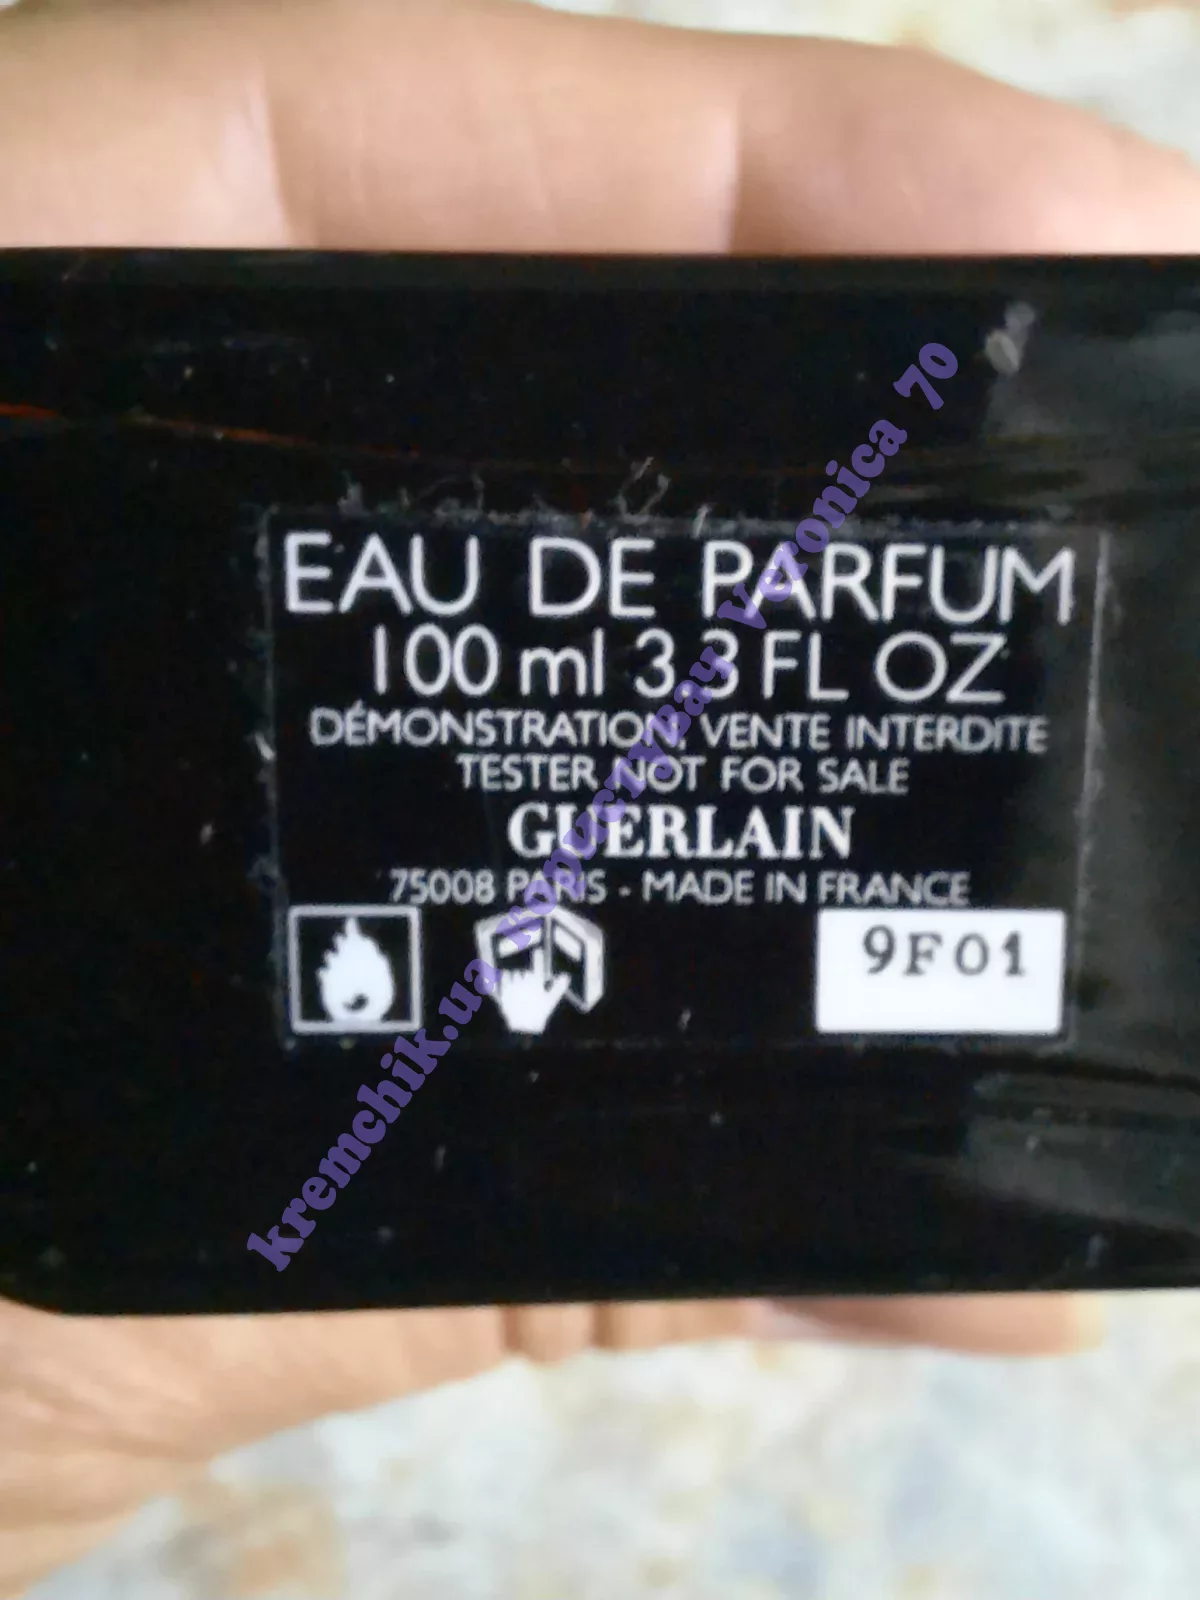 EAU DE PARFUM
100 ml 3.3 FL OZ
DÉMONSTRATION, VENTE INTERDITE
TESTER NOT FOR SALE
GUERLAIN
75008 PARIS - MADE IN FRANCE
9F01
kremchik.ua користувач Veronica 70